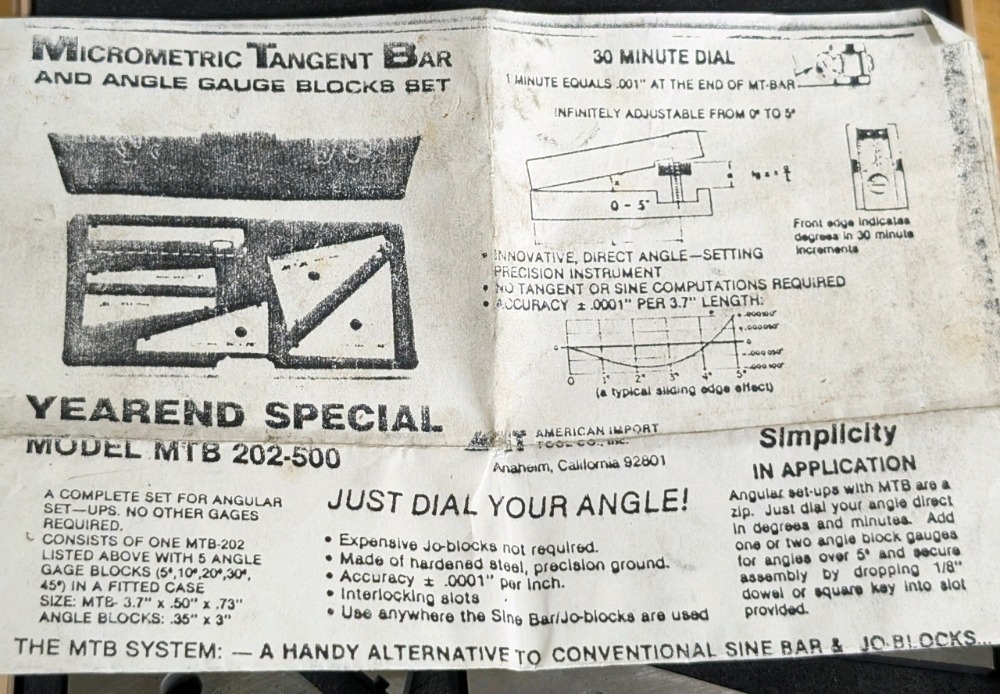 MICROMETRIC TANGENT BAR
AND ANGLE GAUGE BLOCKS SET
30 MINUTE DIAL
1 MINUTE EQUALS .001" AT THE END OF MT-BAR
INFINITELY ADJUSTABLE FROM 0° TO 5°
0 - 5°
Front edge indicates
degrees in 30 minute
increments
• INNOVATIVE, DIRECT ANGLE—SETTING
PRECISION INSTRUMENT
• NO TANGENT OR SINE COMPUTATIONS REQUIRED
• ACCURACY ± .0001" PER 3.7" LENGTH:
0 1° 2° 3° 4° 5°
(a typical sliding edge effect)
YEAREND SPECIAL
MODEL MTB 202-500
A COMPLETE SET FOR ANGULAR
SET—UPS. NO OTHER GAGES
REQUIRED.
CONSISTS OF ONE MTB-202
LISTED ABOVE WITH 5 ANGLE
GAGE BLOCKS (5°,10°,20°,30°,
45°) IN A FITTED CASE
SIZE: MTB- 3.7" x .50" x .73"
ANGLE BLOCKS: .35" x 3"
AMERICAN IMPORT
TOOL CO., INC.
Anaheim, California 92801
JUST DIAL YOUR ANGLE!
• Expensive Jo-blocks not required.
• Made of hardened steel, precision ground.
• Accuracy ± .0001" per inch.
• Interlocking slots
• Use anywhere the Sine Bar/Jo-blocks are used
Simplicity
IN APPLICATION
Angular set-ups with MTB are a
zip. Just dial your angle direct
in degrees and minutes. Add
one or two angle block gauges
for angles over 5° and secure
assembly by dropping 1/8"
dowel or square key into slot
provided.
THE MTB SYSTEM: — A HANDY ALTERNATIVE TO CONVENTIONAL SINE BAR & JO-BLOCKS...